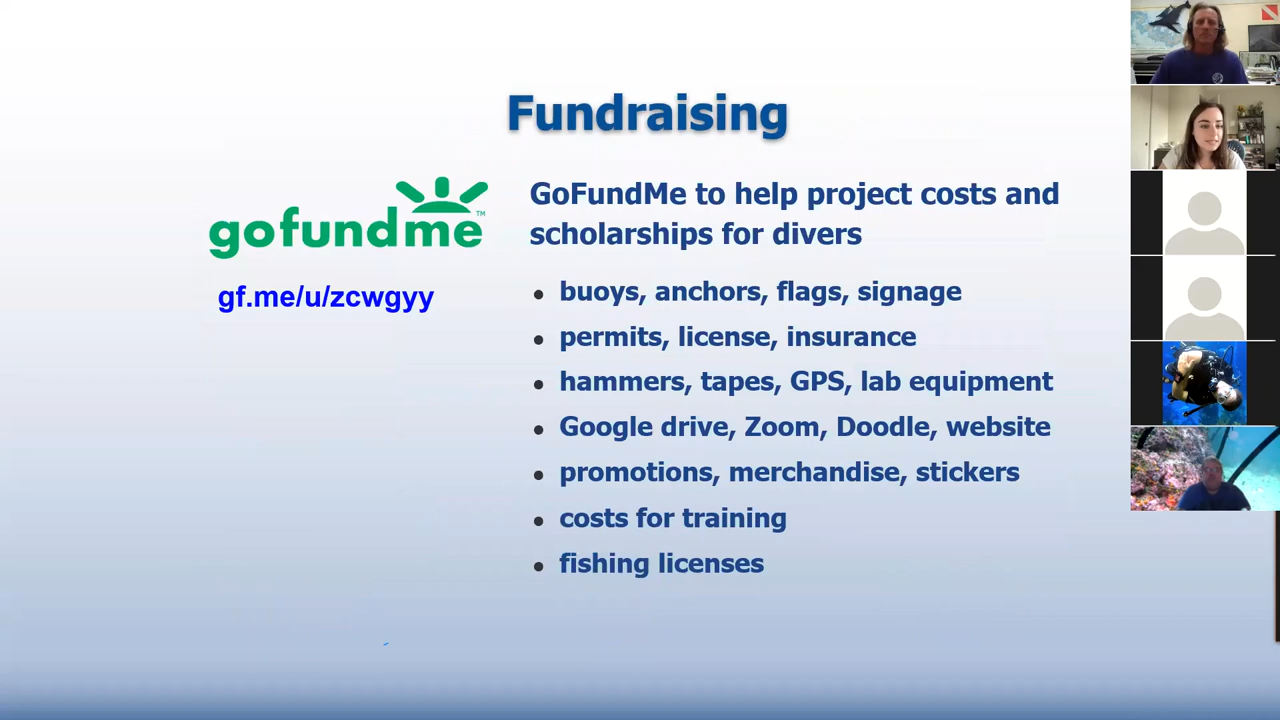 Fundraising
gofundme™
gf.me/u/zcwgyy
GoFundMe to help project costs and
scholarships for divers
• buoys, anchors, flags, signage
• permits, license, insurance
• hammers, tapes, GPS, lab equipment
• Google drive, Zoom, Doodle, website
• promotions, merchandise, stickers
• costs for training
• fishing licenses